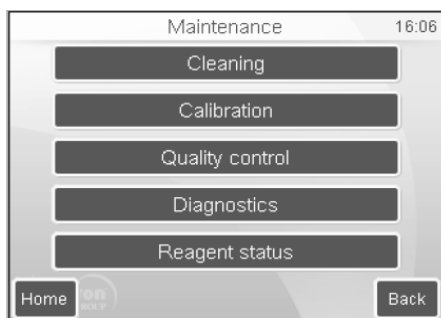 Maintenance 16:06
Cleaning
Calibration
Quality control
Diagnostics
Reagent status
Home
Back